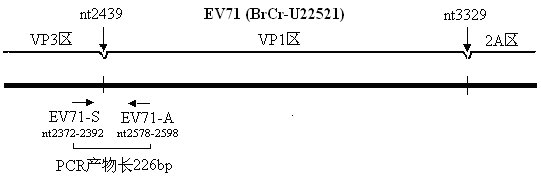 nt2439
EV71 (BrCr-U22521)
nt3329
VP3区
VP1区
2A区
EV71-S
nt2372-2392
EV71-A
nt2578-2598
PCR产物长226bp